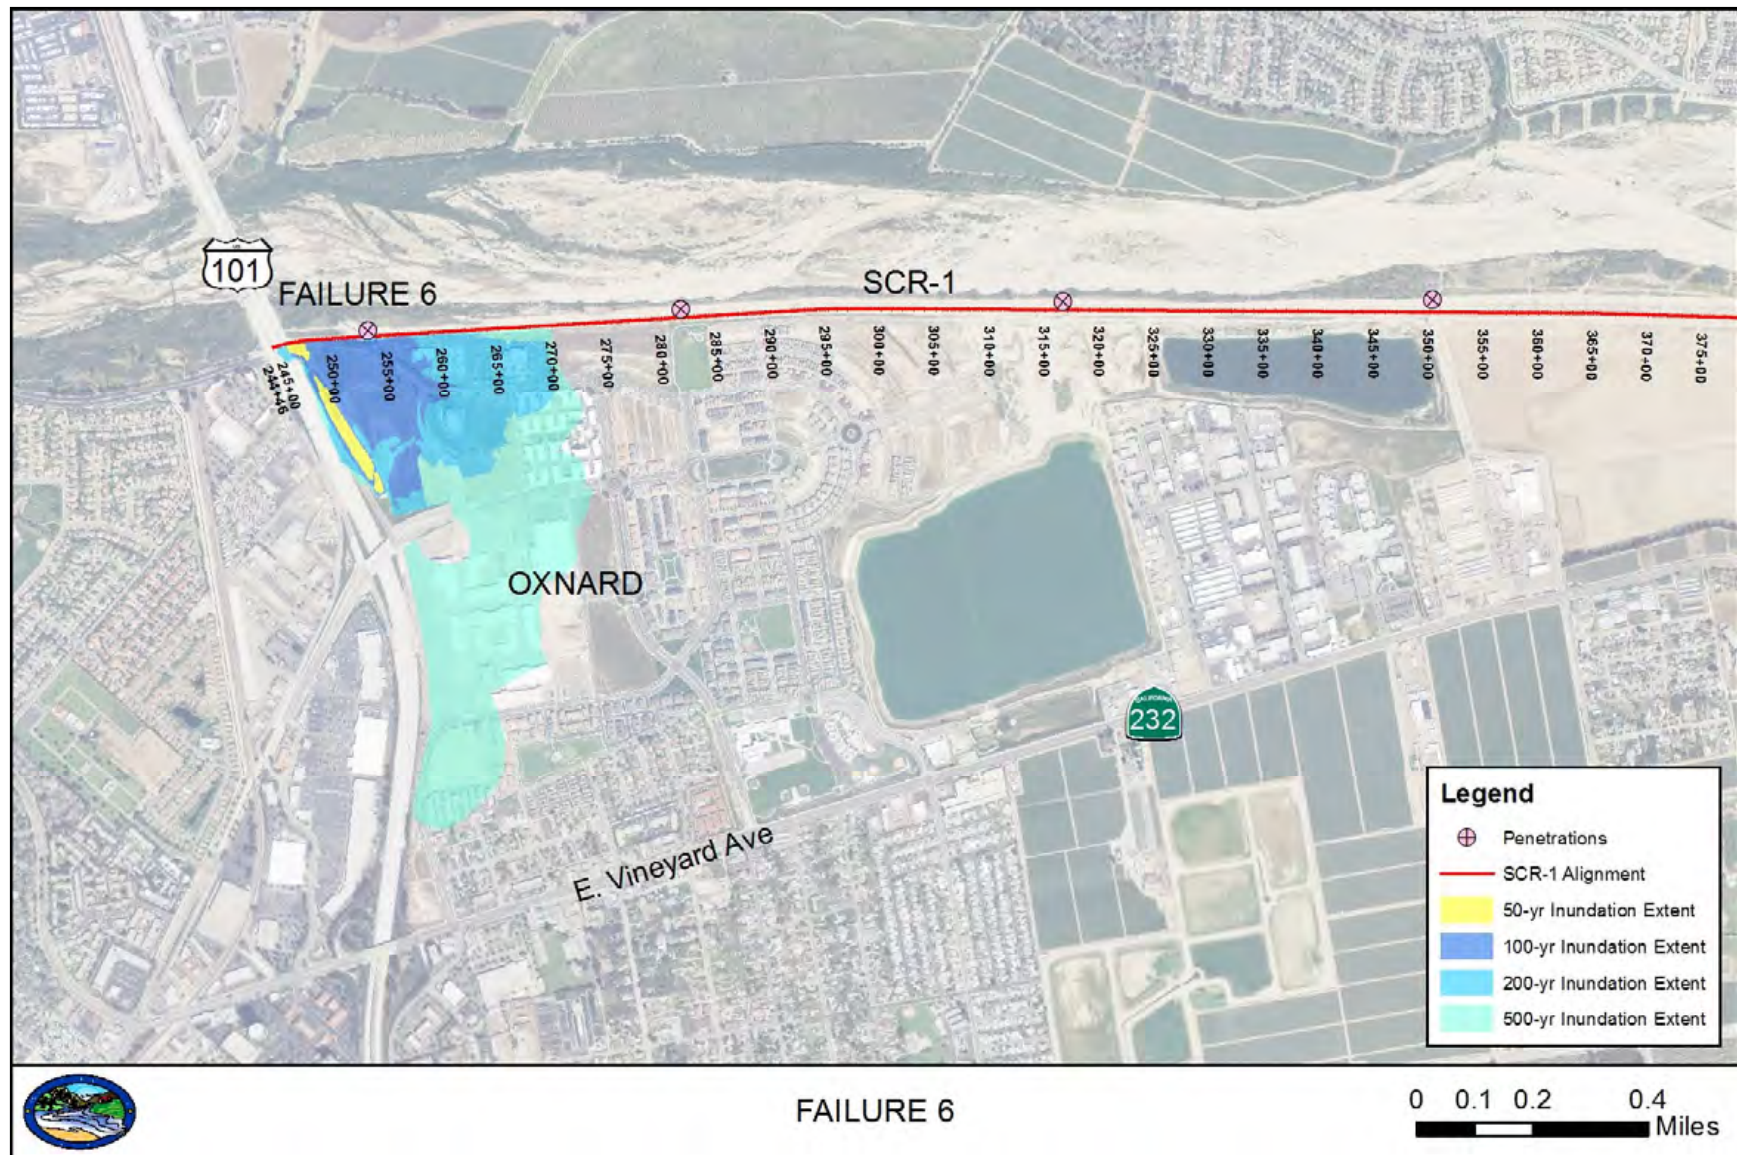 101
FAILURE 6
SCR-1
244+46
245+00
250+00
255+00
260+00
265+00
270+00
275+00
280+00
285+00
290+00
295+00
300+00
305+00
310+00
315+00
320+00
325+00
330+00
335+00
340+00
345+00
350+00
355+00
360+00
365+00
370+00
375+00
OXNARD
CALIFORNIA
232
E. Vineyard Ave
Legend
Penetrations
SCR-1 Alignment
50-yr Inundation Extent
100-yr Inundation Extent
200-yr Inundation Extent
500-yr Inundation Extent
FAILURE 6
0 0.1 0.2 0.4
Miles